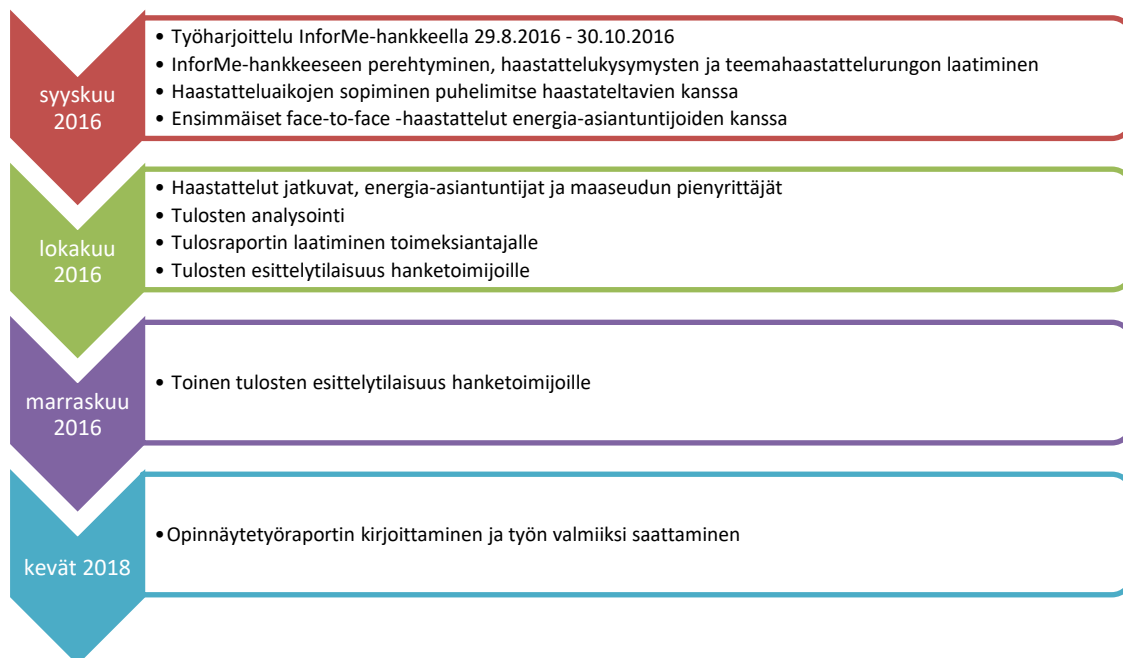 syyskuu
2016
• Työharjoittelu InforMe-hankkeella 29.8.2016 - 30.10.2016
• InforMe-hankkeeseen perehtyminen, haastattelukysymysten ja teemahaastattelurungon laatiminen
• Haastatteluaikojen sopiminen puhelimitse haastateltavien kanssa
• Ensimmäiset face-to-face -haastattelut energia-asiantuntijoiden kanssa
lokakuu
2016
• Haastattelut jatkuvat, energia-asiantuntijat ja maaseudun pienyrittäjät
• Tulosten analysointi
• Tulosraportin laatiminen toimeksiantajalle
• Tulosten esittelytilaisuus hanketoimijoille
marraskuu
2016
• Toinen tulosten esittelytilaisuus hanketoimijoille
kevät 2018
•Opinnäytetyöraportin kirjoittaminen ja työn valmiiksi saattaminen